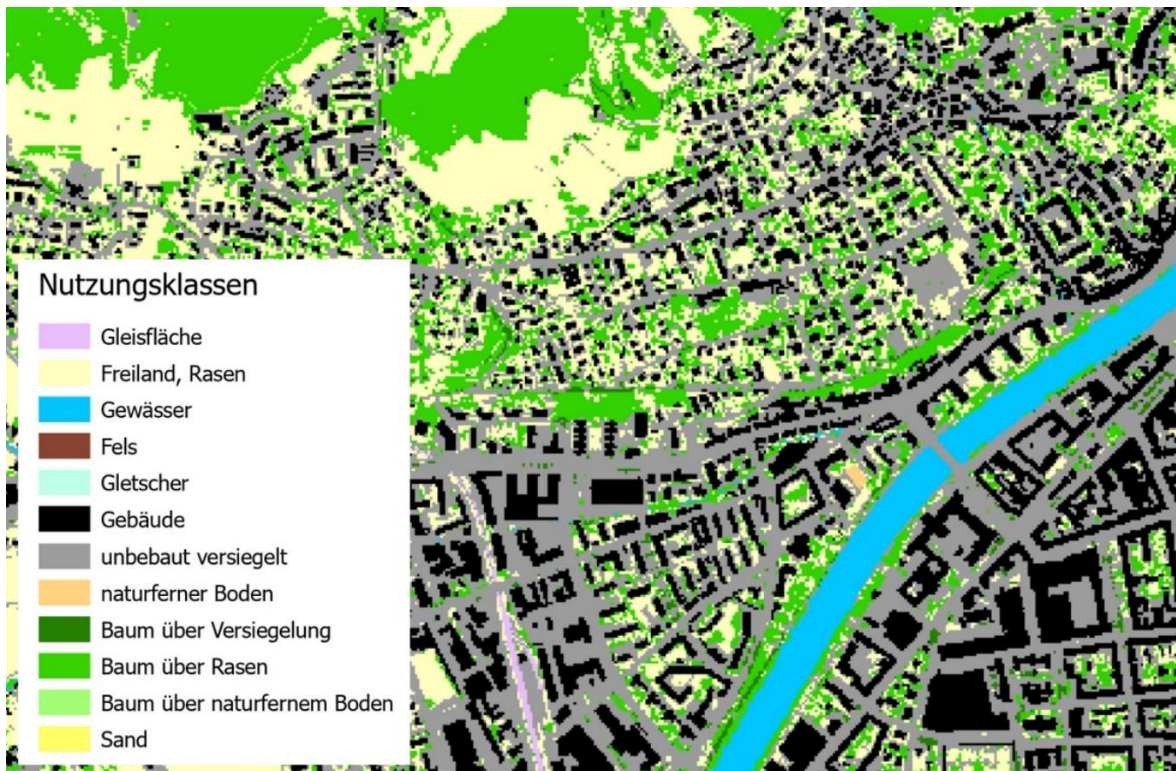 Nutzungsklassen
Gleisfläche
Freiland, Rasen
Gewässer
Fels
Gletscher
Gebäude
unbebaut versiegelt
naturferner Boden
Baum über Versiegelung
Baum über Rasen
Baum über naturfernem Boden
Sand